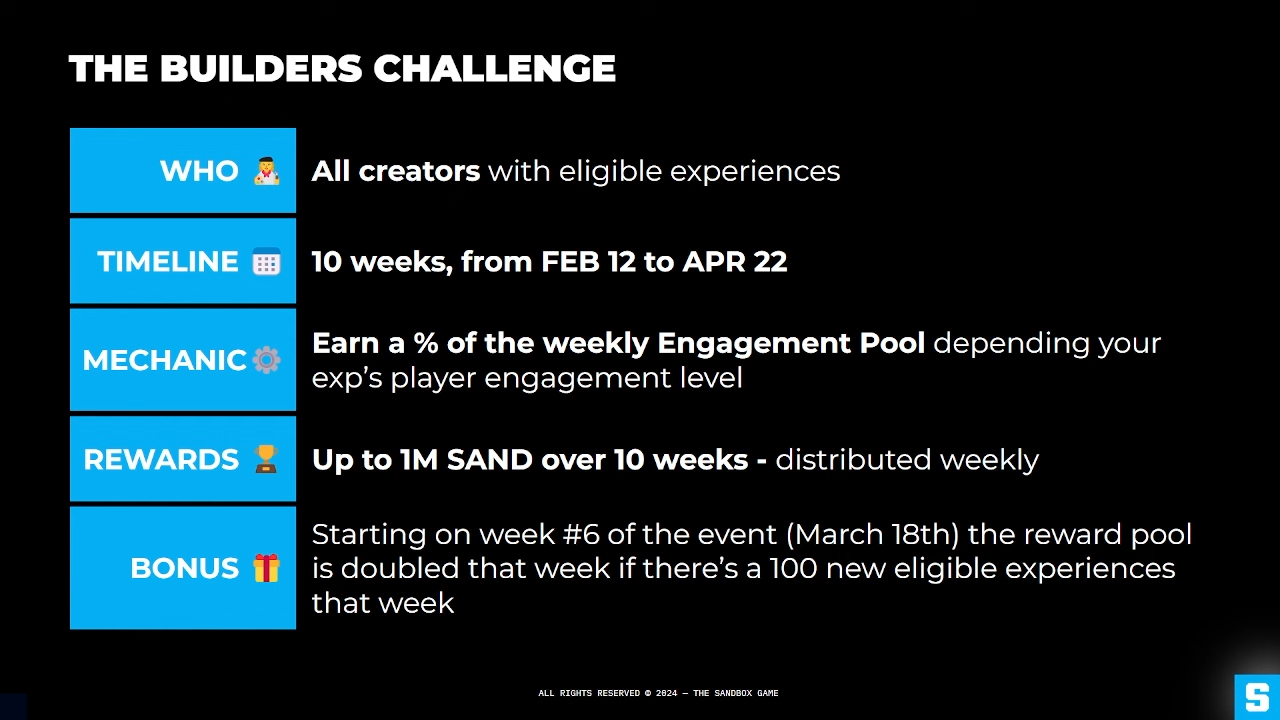 THE BUILDERS CHALLENGE
WHO
All creators with eligible experiences
TIMELINE
10 weeks, from FEB 12 to APR 22
MECHANIC
Earn a % of the weekly Engagement Pool depending your
exp's player engagement level
REWARDS
Up to 1M SAND over 10 weeks - distributed weekly
BONUS
Starting on week #6 of the event (March 18th) the reward pool
is doubled that week if there's a 100 new eligible experiences
that week
ALL RIGHTS RESERVED © 2024 — THE SANDBOX GAME
S